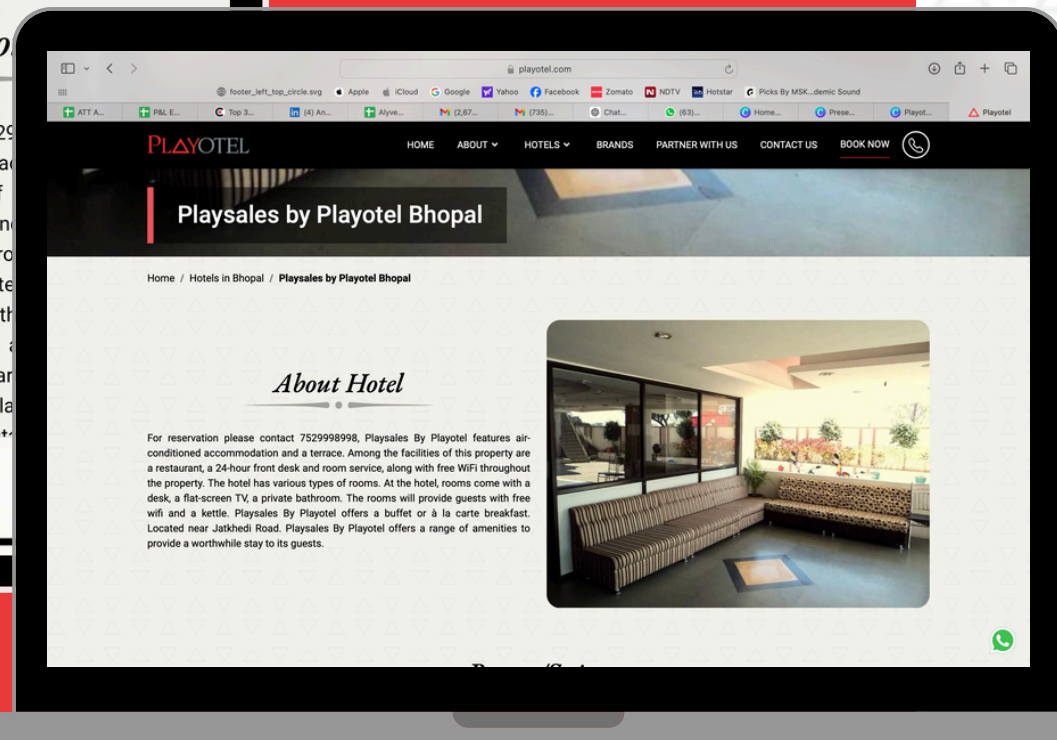 playotel.com
footer_left_top_circle.svg Apple iCloud Google Yahoo Facebook Zomato NDTV Hotstar Picks By MSK...demic Sound
ATT A... P&L E... Top 3... (4) An... Alyve... (2,67... (735)... Chat... (63)... Home... Prese... Playot... Playotel
PLAYOTEL HOME ABOUT HOTELS BRANDS PARTNER WITH US CONTACT US BOOK NOW
Playsales by Playotel Bhopal
Home / Hotels in Bhopal / Playsales by Playotel Bhopal
About Hotel
For reservation please contact 7529998998, Playsales By Playotel features air-
conditioned accommodation and a terrace. Among the facilities of this property are
a restaurant, a 24-hour front desk and room service, along with free WiFi throughout
the property. The hotel has various types of rooms. At the hotel, rooms come with a
desk, a flat-screen TV, a private bathroom. The rooms will provide guests with free
wifi and a kettle. Playsales By Playotel offers a buffet or à la carte breakfast.
Located near Jatkhedi Road. Playsales By Playotel offers a range of amenities to
provide a worthwhile stay to its guests.